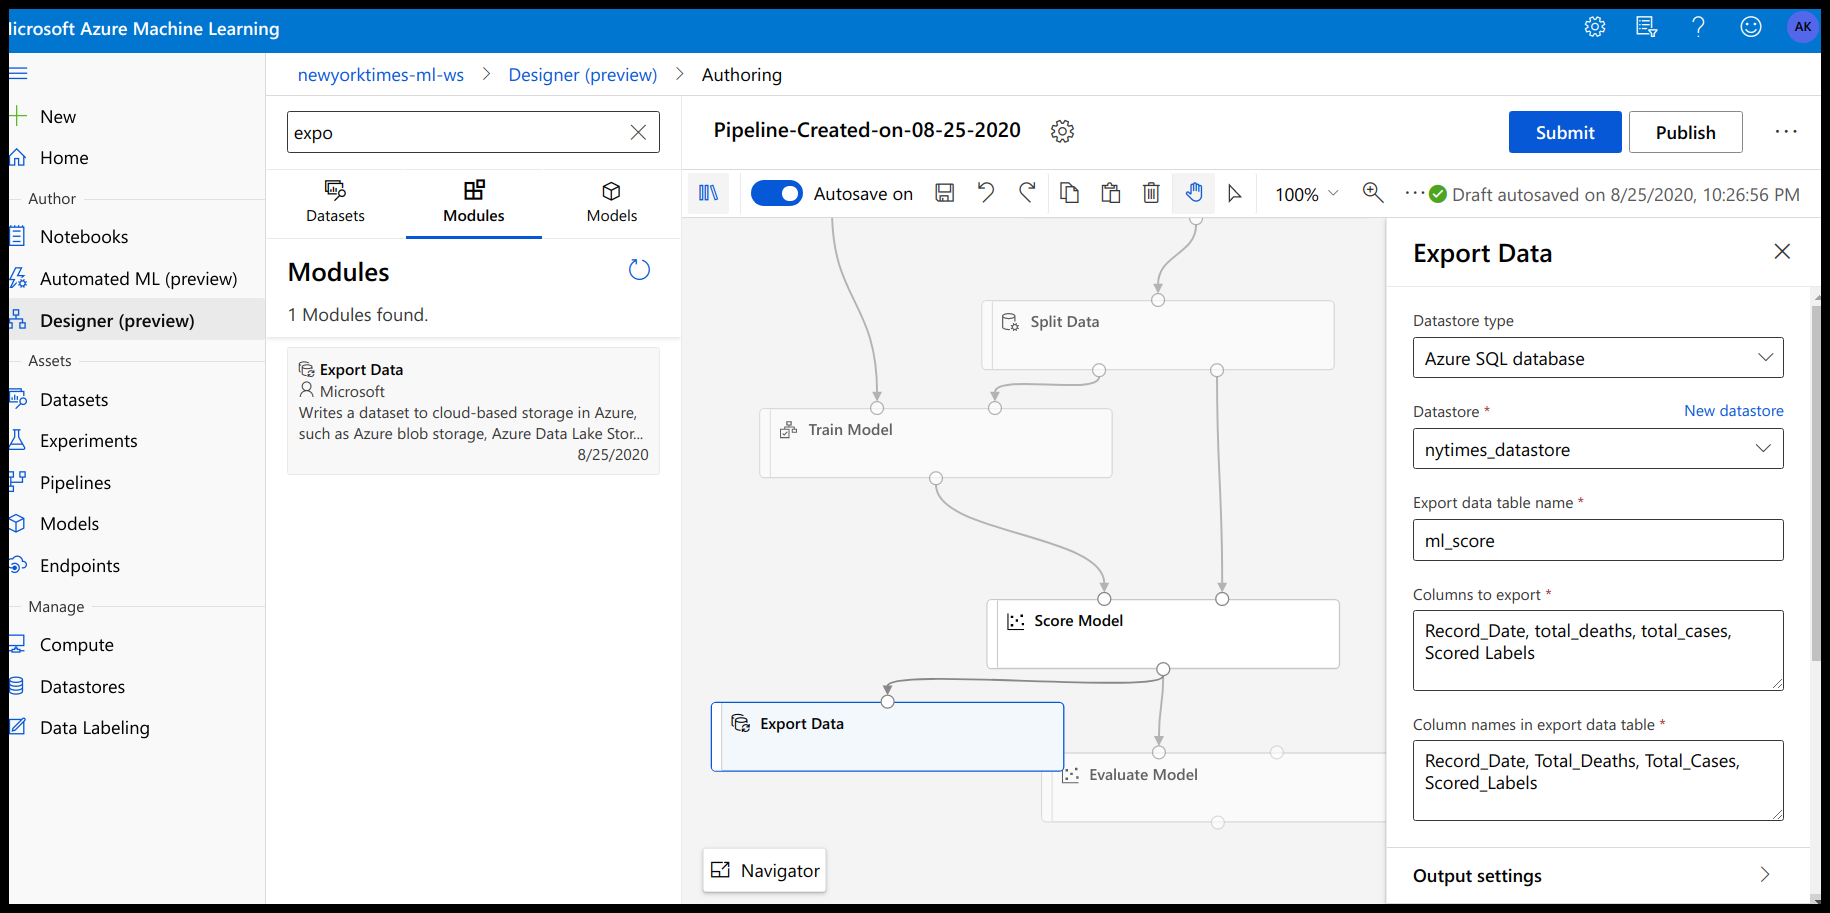 icrosoft Azure Machine Learning
AK
newyorktimes-ml-ws > Designer (preview) > Authoring
New
Home
Author
Notebooks
Automated ML (preview)
Designer (preview)
Assets
Datasets
Experiments
Pipelines
Models
Endpoints
Manage
Compute
Datastores
Data Labeling
expo
Datasets
Modules
Models
Modules
1 Modules found.
Export Data
Microsoft
Writes a dataset to cloud-based storage in Azure,
such as Azure blob storage, Azure Data Lake Stor...
8/25/2020
Pipeline-Created-on-08-25-2020
Submit
Publish
...
Autosave on
100%
... Draft autosaved on 8/25/2020, 10:26:56 PM
Split Data
Train Model
Score Model
Export Data
Evaluate Model
Navigator
Export Data
Datastore type
Azure SQL database
Datastore *
New datastore
nytimes_datastore
Export data table name *
ml_score
Columns to export *
Record_Date, total_deaths, total_cases,
Scored Labels
Column names in export data table *
Record_Date, Total_Deaths, Total_Cases,
Scored_Labels
Output settings